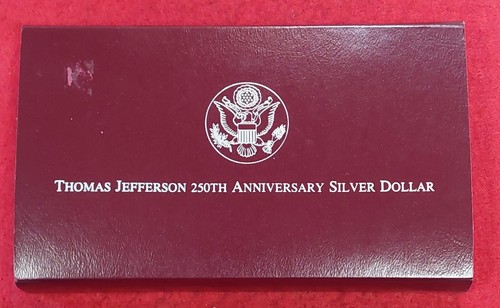 THOMAS JEFFERSON 250TH ANNIVERSARY SILVER DOLLAR